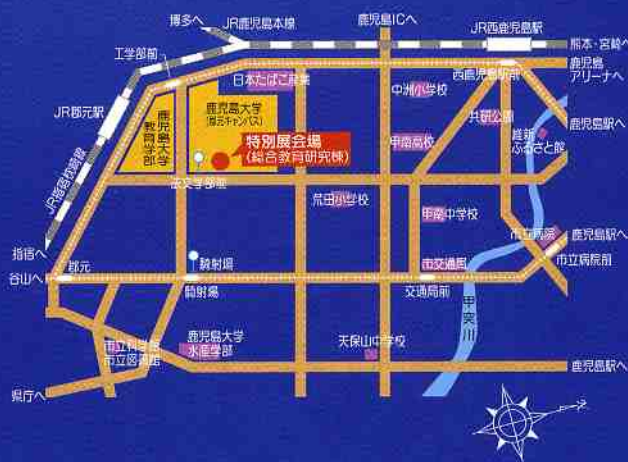 博多へ
JR鹿児島本線
鹿児島ICへ
JR西鹿児島駅
熊本・宮崎へ
工学部前
鹿児島
アリーナへ
日本たばこ産業
西鹿児島駅前
中洲小学校
JR郡元駅
鹿児島大学
教育学部
鹿児島大学
(郡元キャンパス)
共研公園
鹿児島駅へ
特別展会場
(総合教育研究棟)
甲南高校
維新
ふるさと館
JR指宿枕崎線
法文学部前
荒田小学校
甲南中学校
市立病院
鹿児島駅へ
指宿へ
郡元
騎射場
市交通局
市立病院前
谷山へ
騎射場
交通局前
甲突川
市立科学館
市立図書館
鹿児島大学
水産学部
天保山中学校
鹿児島駅へ
県庁へ